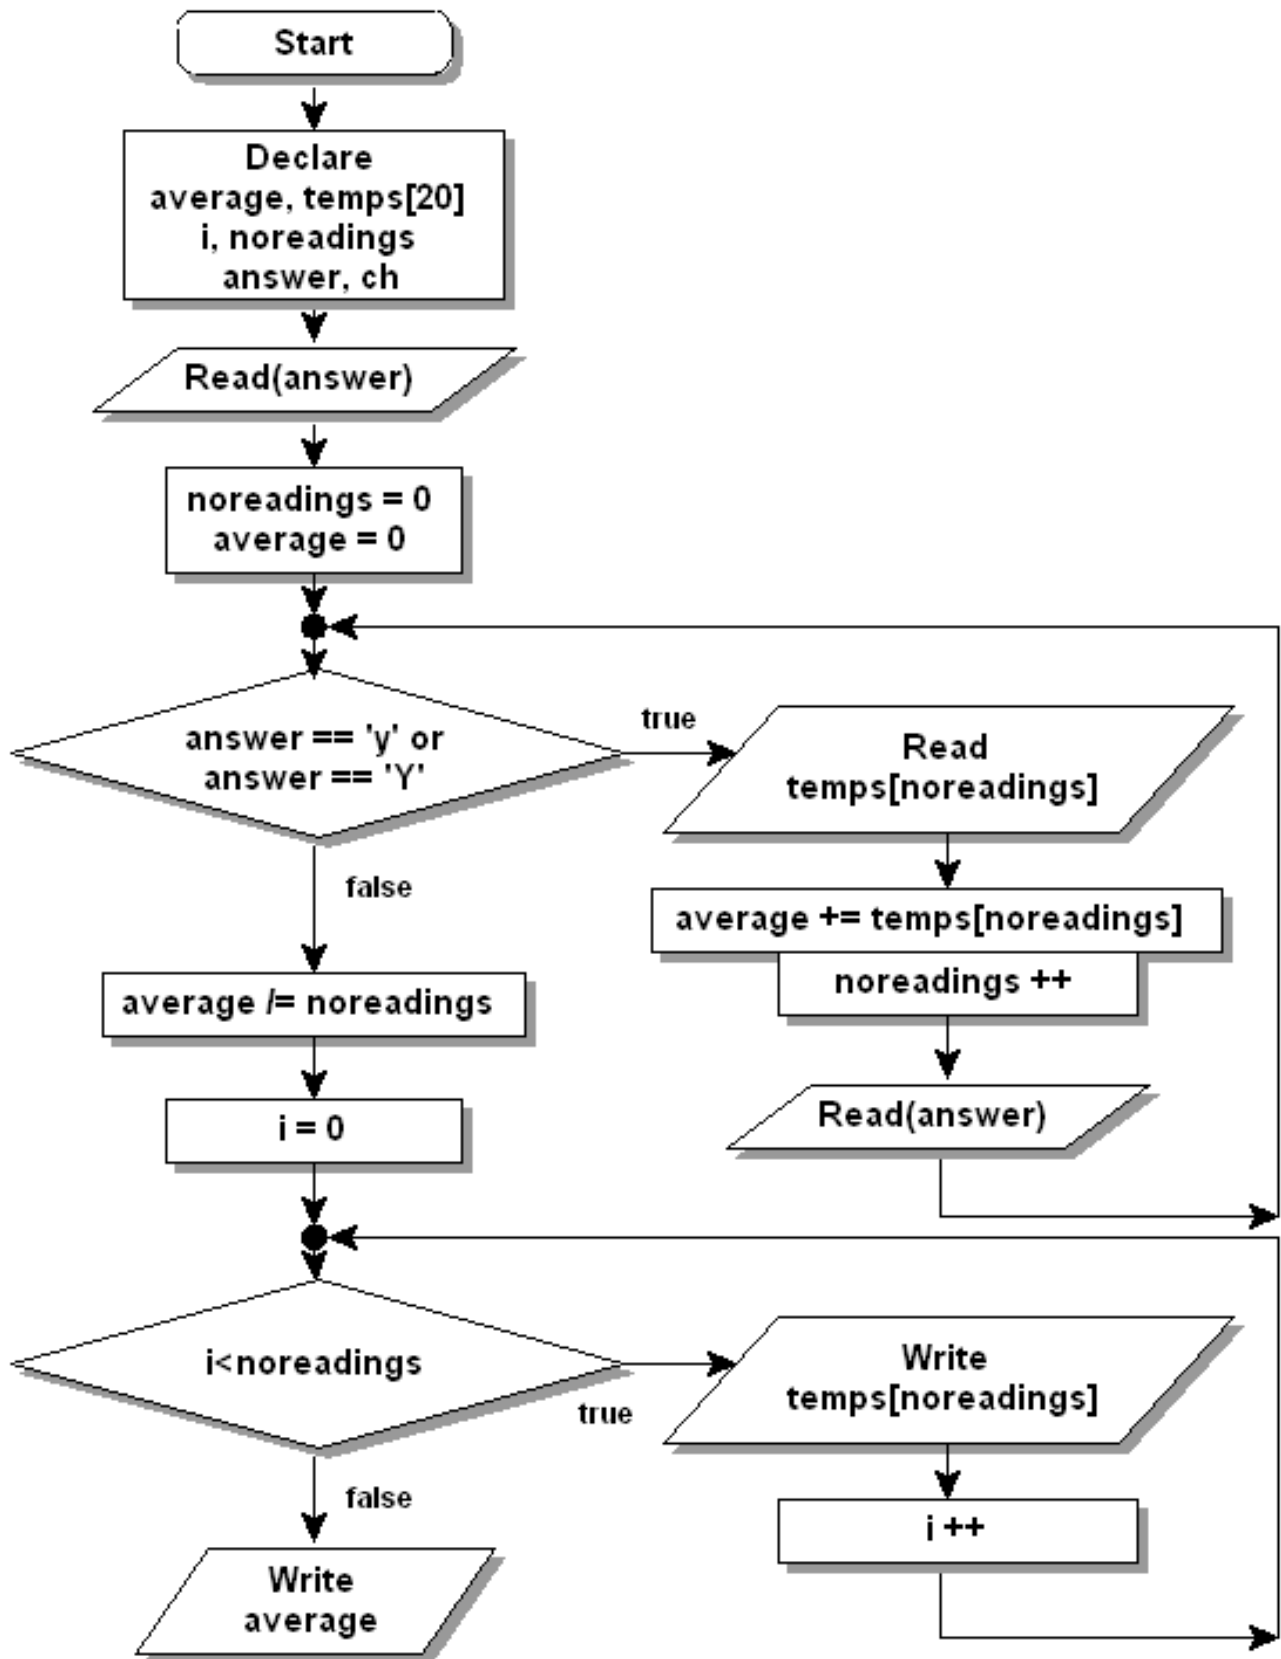 Start
Declare
average, temps[20]
i, noreadings
answer, ch
Read(answer)
noreadings = 0
average = 0
answer == 'y' or
answer == 'Y'
true
Read
temps[noreadings]
average += temps[noreadings]
noreadings ++
Read(answer)
false
average /= noreadings
i = 0
i<noreadings
true
Write
temps[noreadings]
i ++
false
Write
average